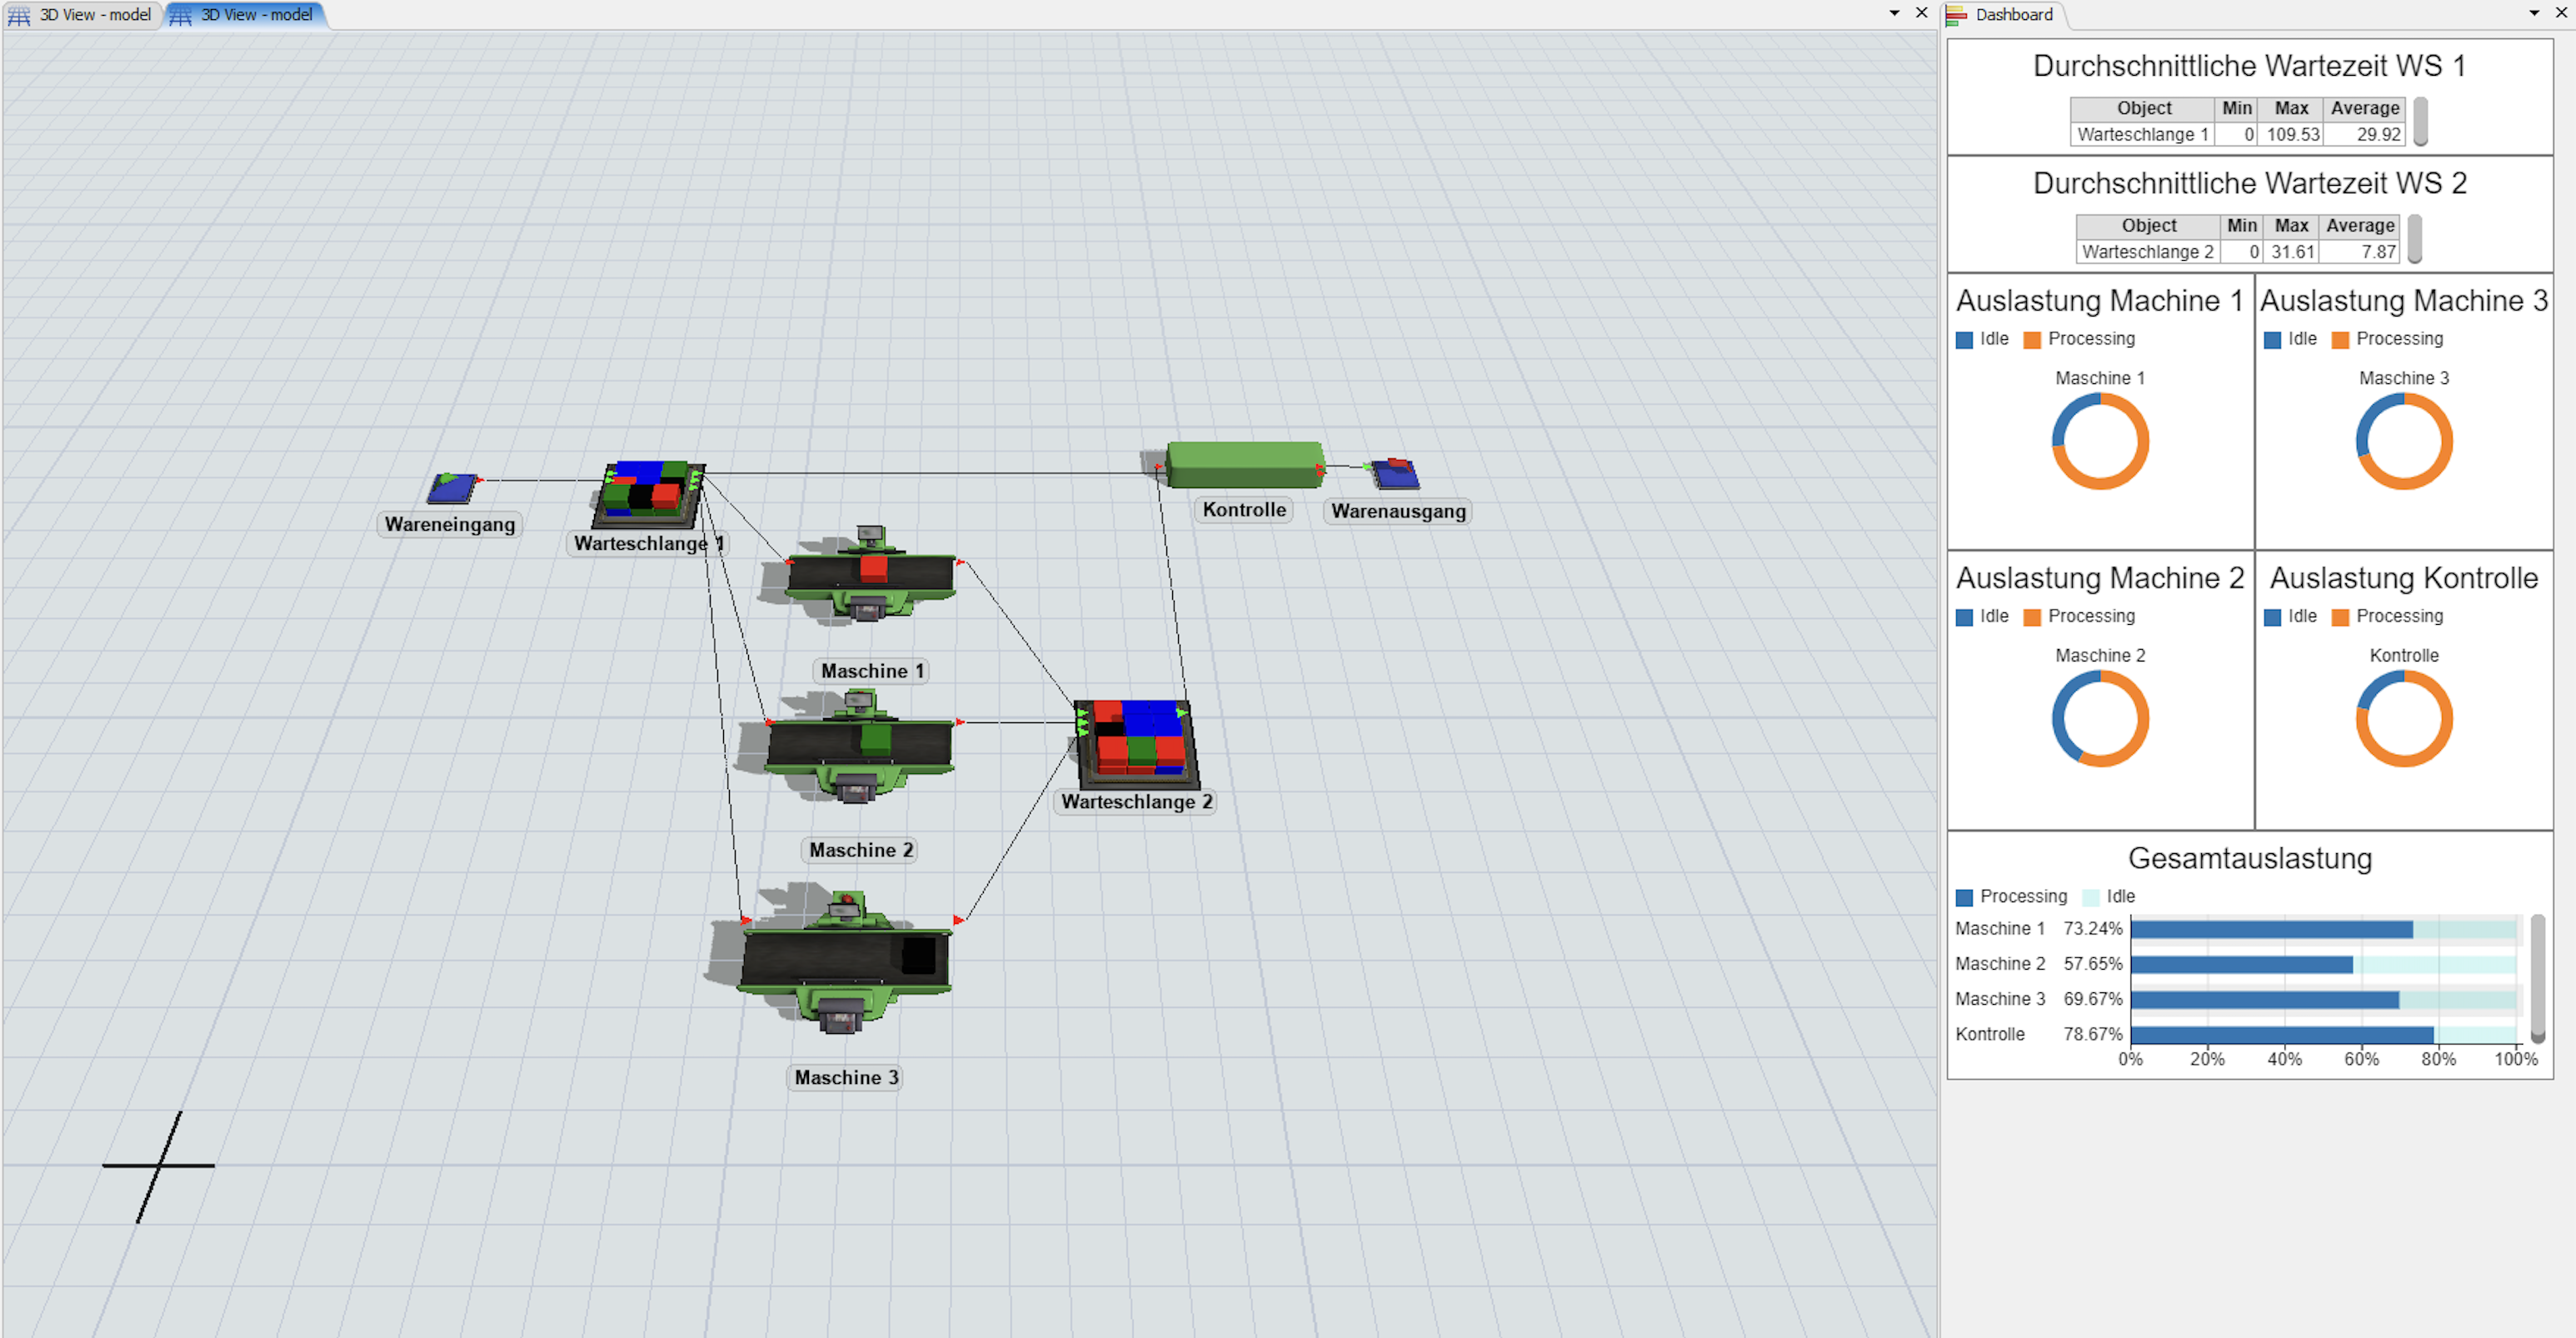 3D View - model
3D View - model
Wareneingang
Warteschlange 1
Kontrolle
Warenausgang
Maschine 1
Maschine 2
Warteschlange 2
Maschine 3
Dashboard
Durchschnittliche Wartezeit WS 1
Object Min Max Average
Warteschlange 1 0 109.53 29.92
Durchschnittliche Wartezeit WS 2
Object Min Max Average
Warteschlange 2 0 31.61 7.87
Auslastung Machine 1
Idle Processing
Maschine 1
Auslastung Machine 3
Idle Processing
Maschine 3
Auslastung Machine 2
Idle Processing
Maschine 2
Auslastung Kontrolle
Idle Processing
Kontrolle
Gesamtauslastung
Processing Idle
Maschine 1 73.24%
Maschine 2 57.65%
Maschine 3 69.67%
Kontrolle 78.67%
0% 20% 40% 60% 80% 100%